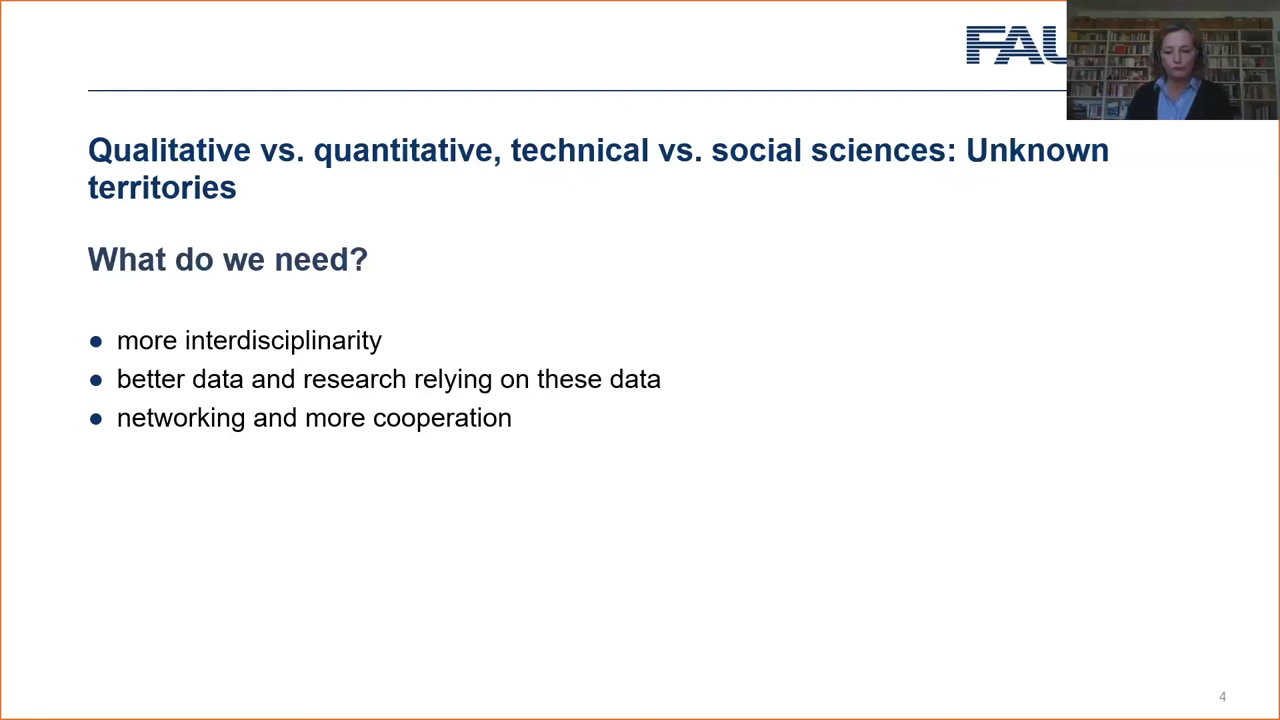 FAU
Qualitative vs. quantitative, technical vs. social sciences: Unknown
territories
What do we need?
● more interdisciplinarity
● better data and research relying on these data
● networking and more cooperation
4